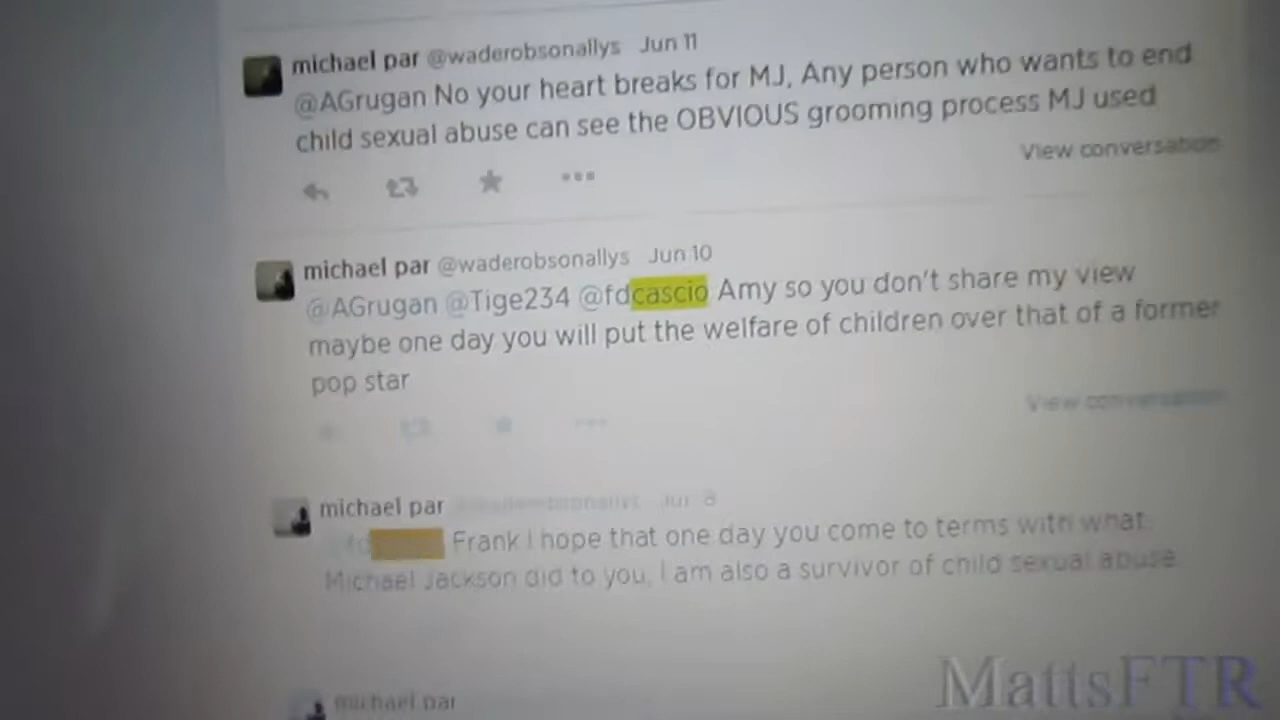 michael par @waderobsonallys Jun 11
@AGrugan No your heart breaks for MJ, Any person who wants to end
child sexual abuse can see the OBVIOUS grooming process MJ used
View conversation
michael par @waderobsonallys Jun 10
@AGrugan @Tige234 @fdcascio Amy so you don't share my view
maybe one day you will put the welfare of children over that of a former
pop star
View conversation
michael par @waderobsonallys Jun 8
Frank I hope that one day you come to terms with what
Michael Jackson did to you, I am also a survivor of child sexual abuse
michael par
MattsFTR